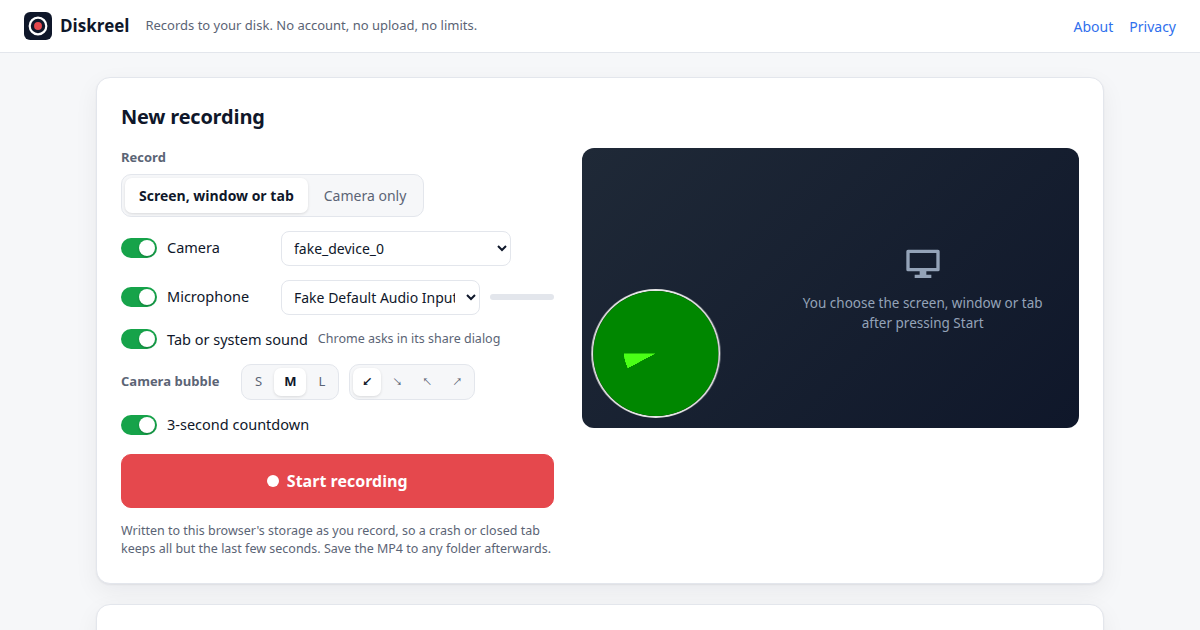 Diskreel
Records to your disk. No account, no upload, no limits.
About
Privacy
New recording
Record
Screen, window or tab
Camera only
Camera
fake_device_0
Microphone
Fake Default Audio Input
Tab or system sound
Chrome asks in its share dialog
Camera bubble
S
M
L
↙
↘
↖
↗
3-second countdown
Start recording
Written to this browser's storage as you record, so a crash or closed tab
keeps all but the last few seconds. Save the MP4 to any folder afterwards.
You choose the screen, window or tab
after pressing Start